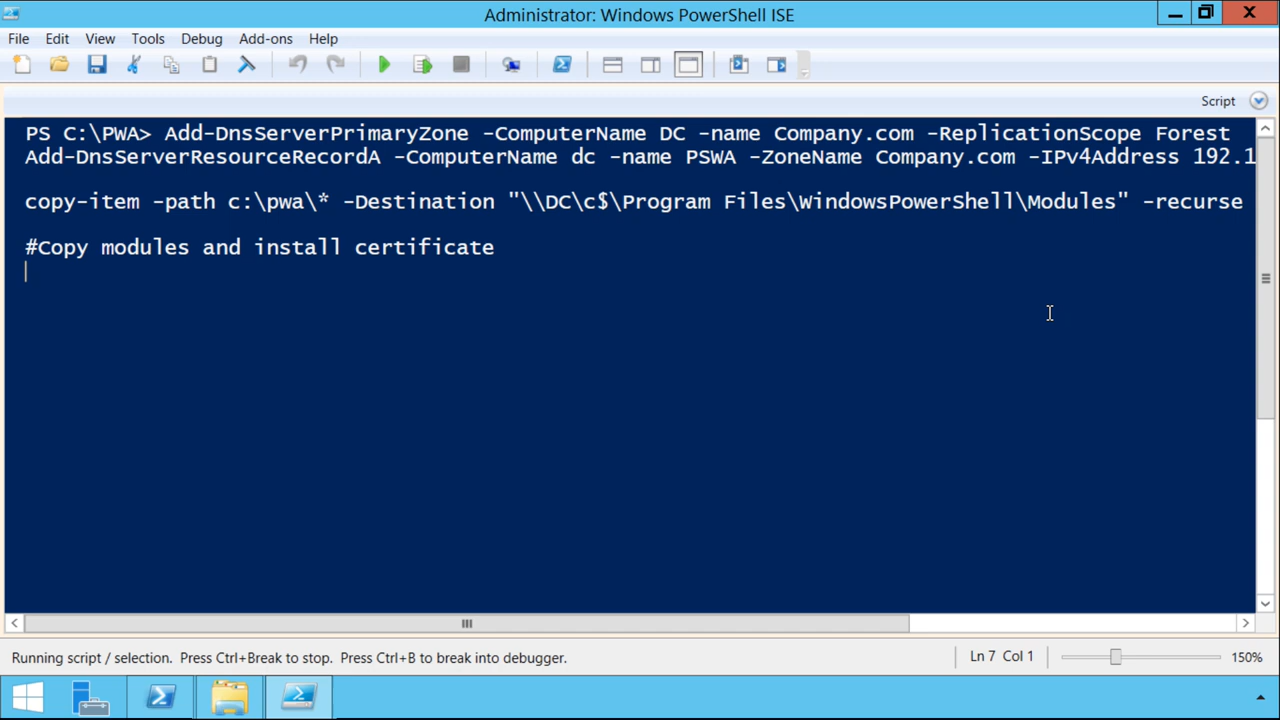 Administrator: Windows PowerShell ISE
File Edit View Tools Debug Add-ons Help
Script
PS C:\PWA> Add-DnsServerPrimaryZone -ComputerName DC -name Company.com -ReplicationScope Forest
Add-DnsServerResourceRecordA -ComputerName dc -name PSWA -ZoneName Company.com -IPv4Address 192.1
copy-item -path c:\pwa\* -Destination "\\DC\c$\Program Files\WindowsPowerShell\Modules" -recurse
#Copy modules and install certificate
Running script / selection. Press Ctrl+Break to stop. Press Ctrl+B to break into debugger.
Ln 7 Col 1
150%